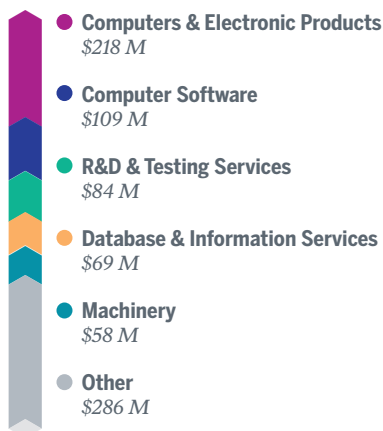 Computers & Electronic Products
$218 M
Computer Software
$109 M
R&D & Testing Services
$84 M
Database & Information Services
$69 M
Machinery
$58 M
Other
$286 M